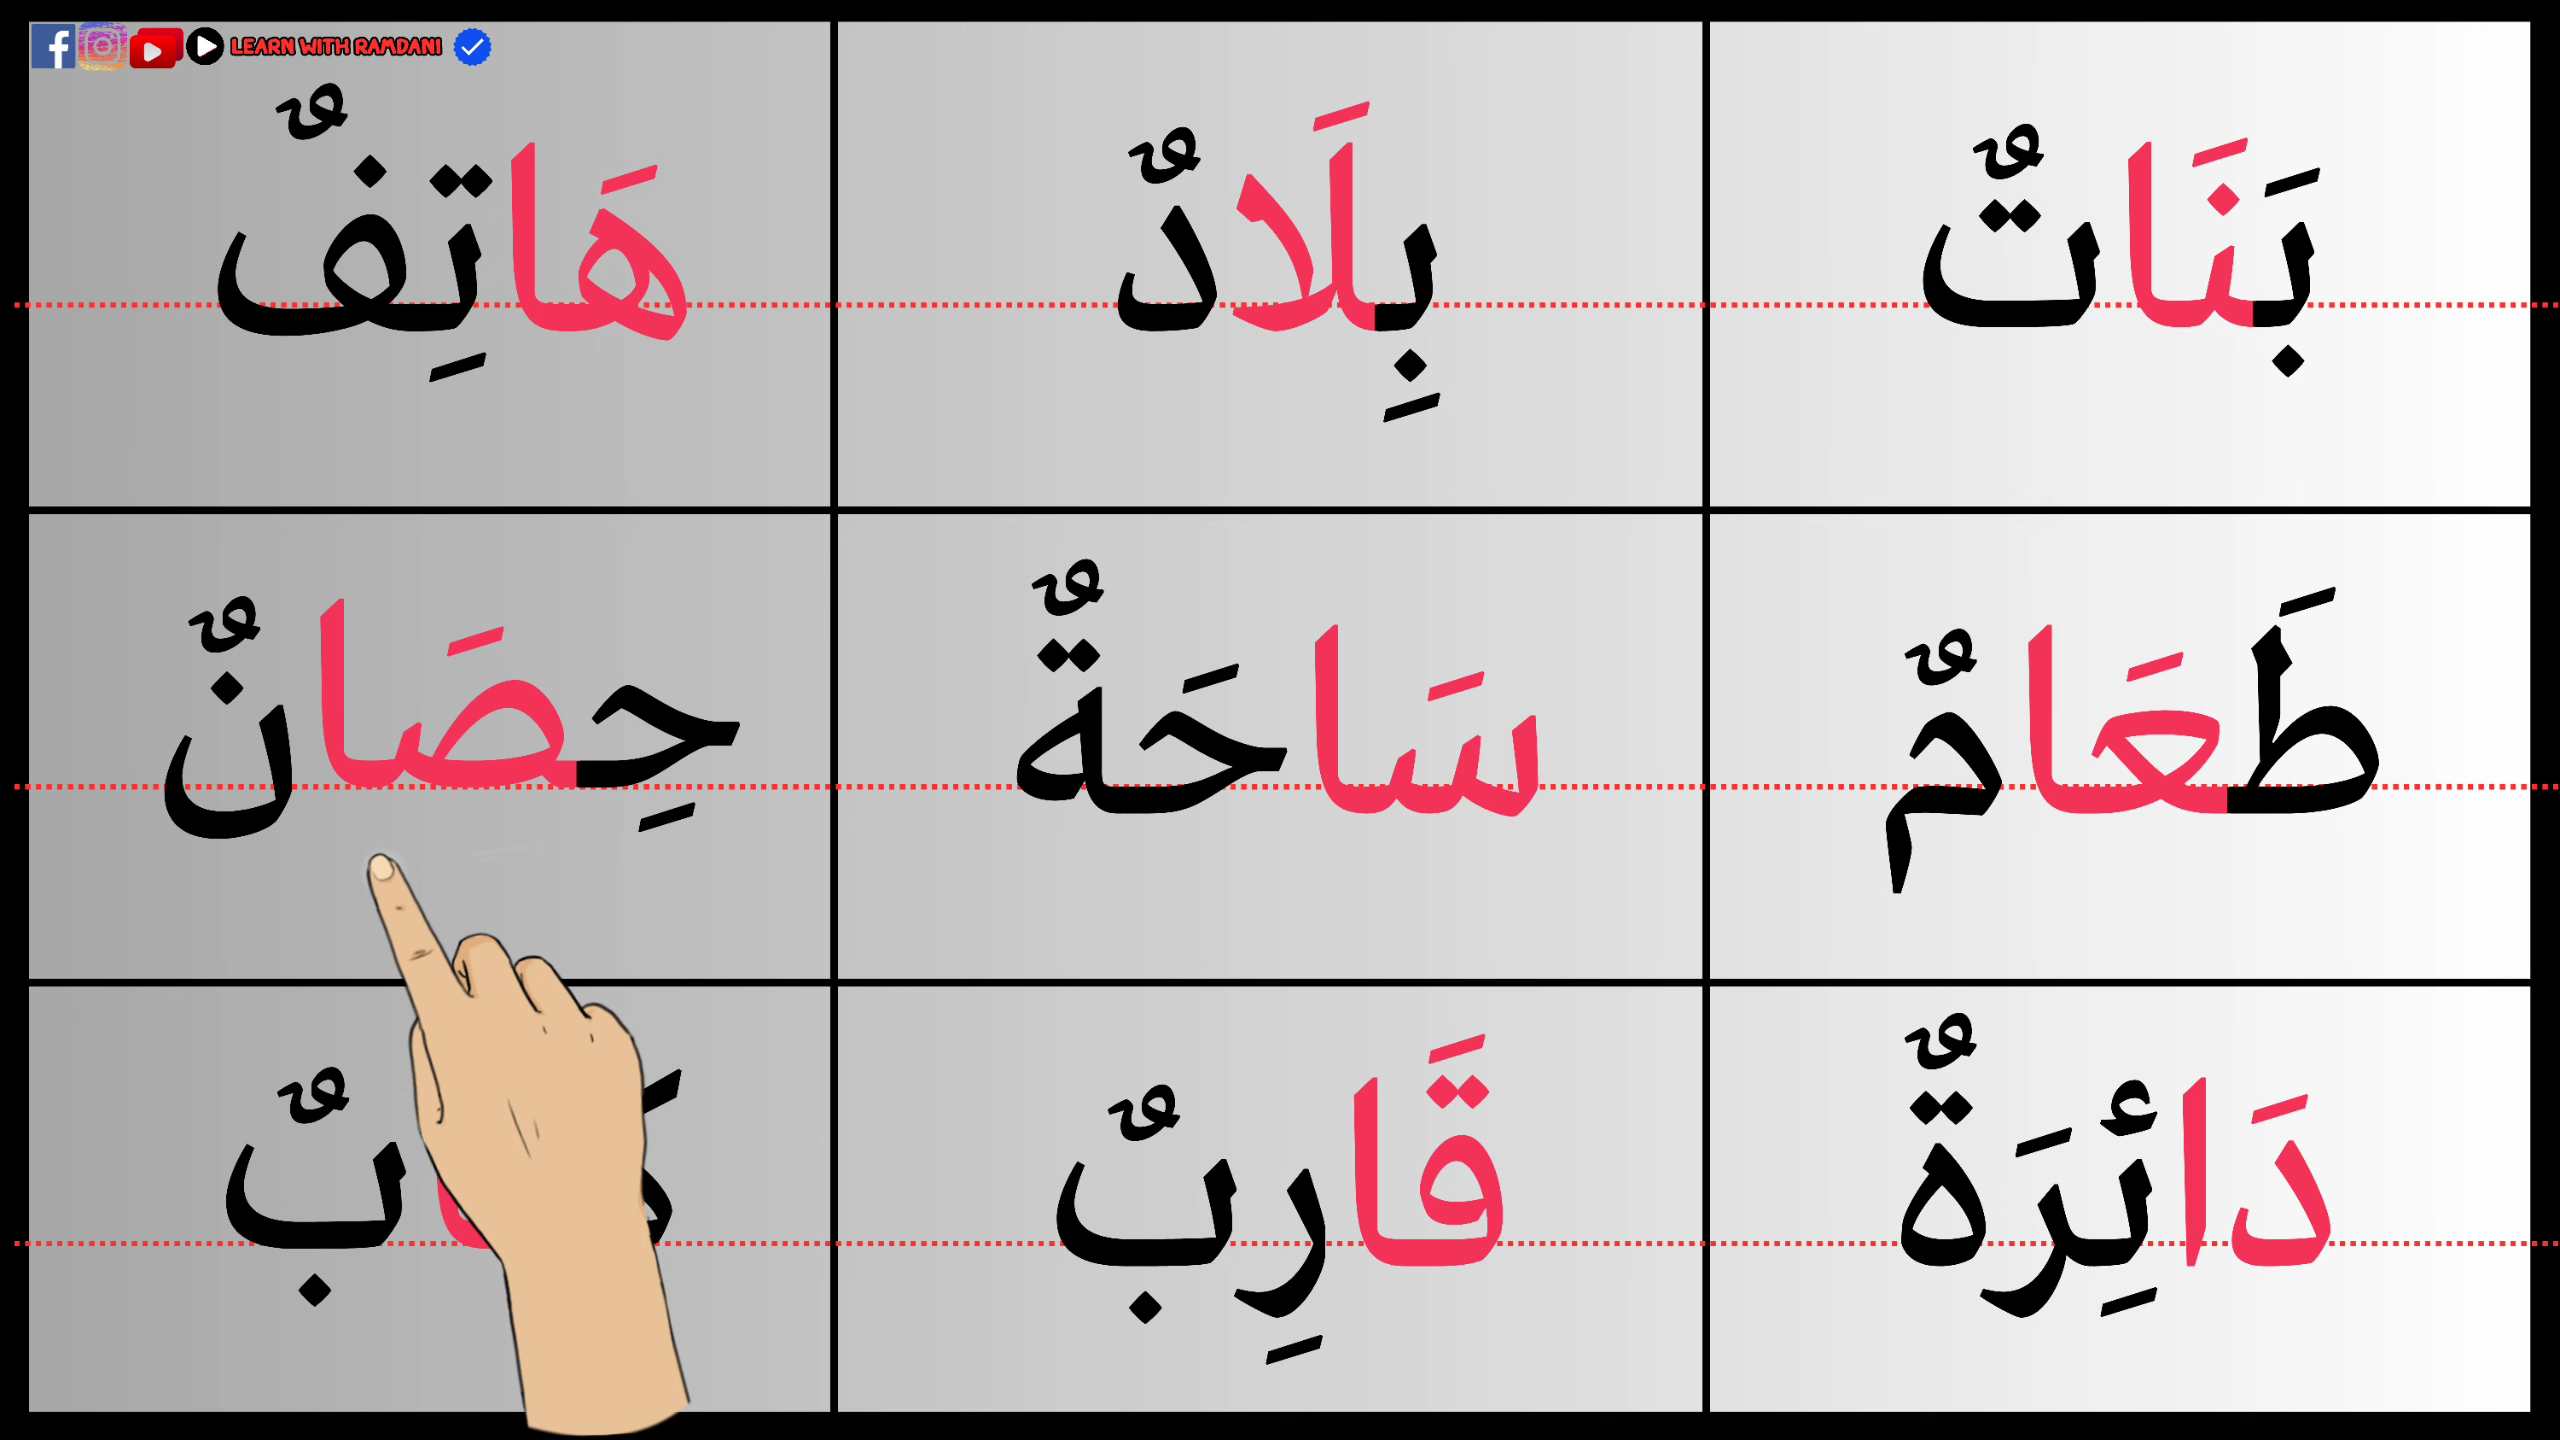 LEARN WITH RAMDANI
بَنَاتٌ بِلَادٌ هَاتِفٌ
طَعَامٌ سَاحَةٌ حِصَانٌ
دَائِرَةٌ قَارِبٌ